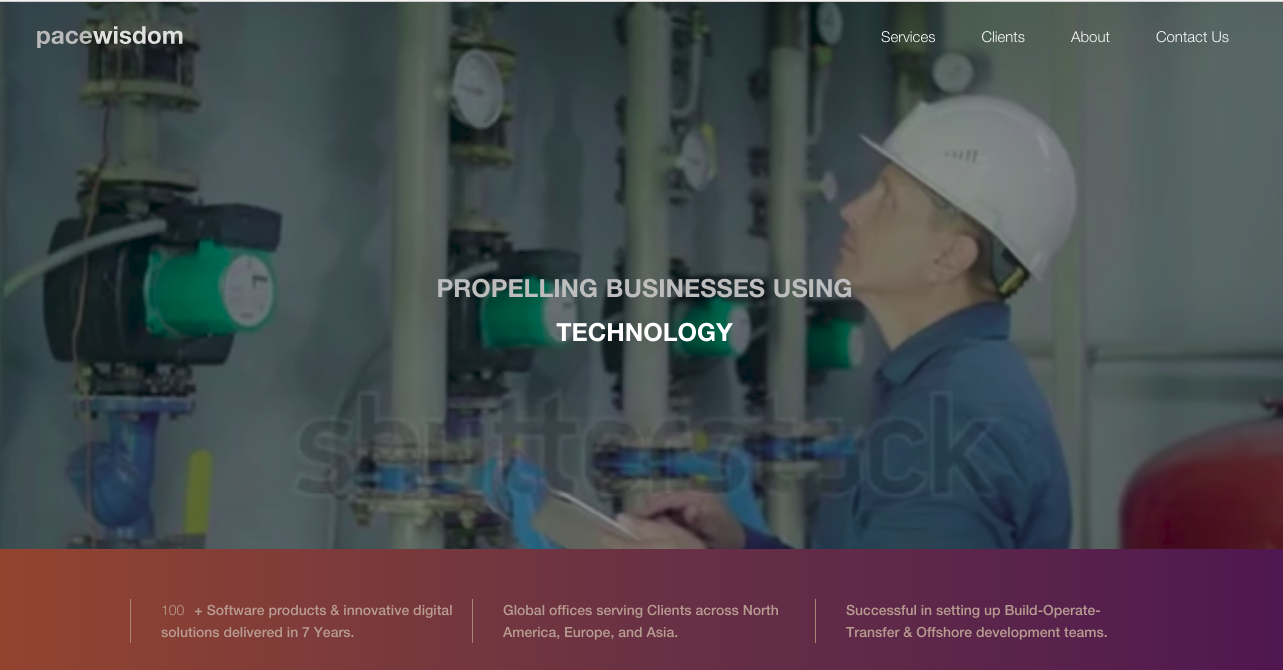 pacewisdom
Services
Clients
About
Contact Us
PROPELLING BUSINESSES USING
TECHNOLOGY
shutterstock
100 + Software products & innovative digital
solutions delivered in 7 Years.
Global offices serving Clients across North
America, Europe, and Asia.
Successful in setting up Build-Operate-
Transfer & Offshore development teams.